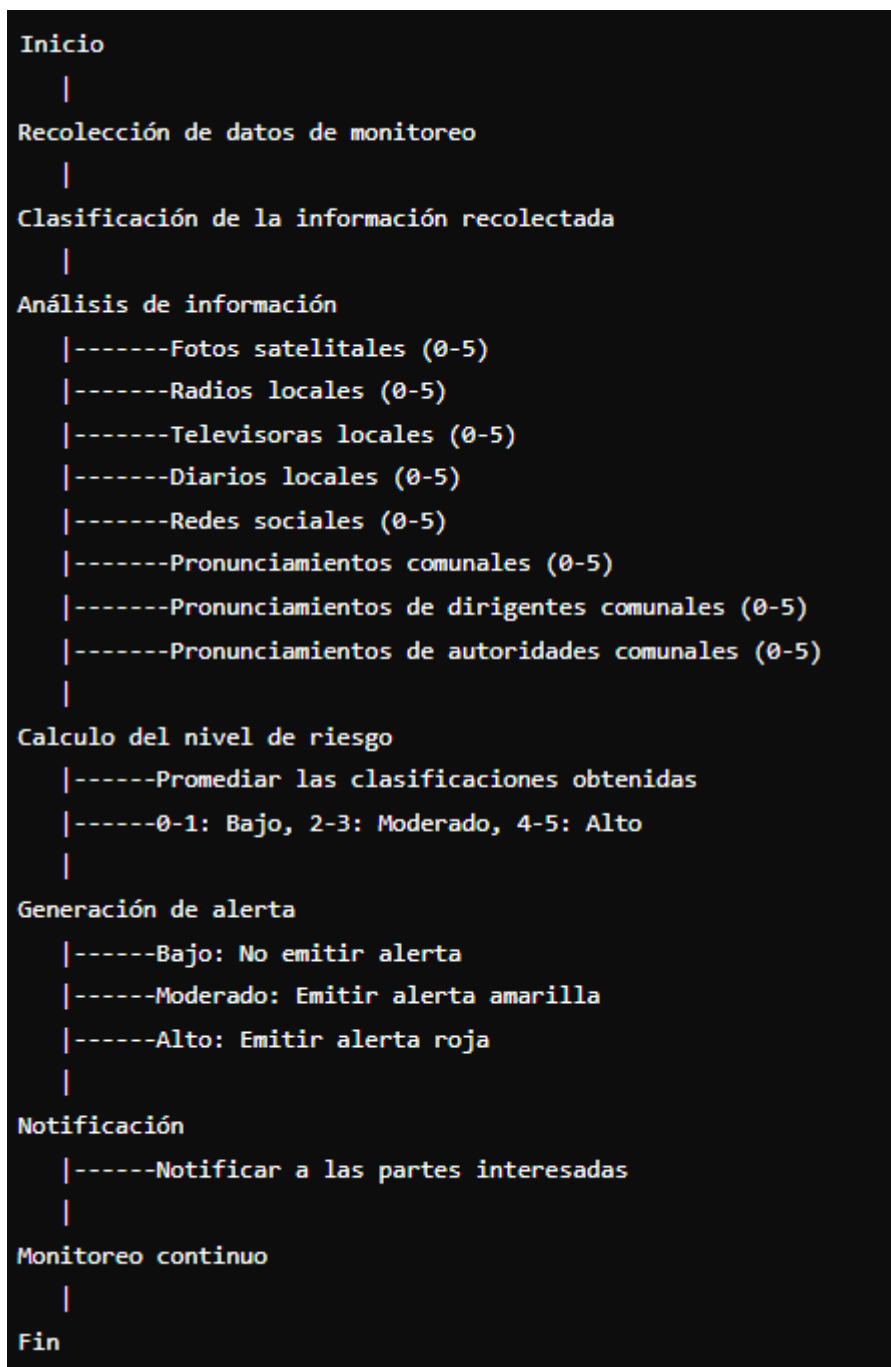 Inicio
|
Recolección de datos de monitoreo
|
Clasificación de la información recolectada
|
Análisis de información
|-------Fotos satelitales (0-5)
|-------Radios locales (0-5)
|-------Televisoras locales (0-5)
|-------Diarios locales (0-5)
|-------Redes sociales (0-5)
|-------Pronunciamientos comunales (0-5)
|-------Pronunciamientos de dirigentes comunales (0-5)
|-------Pronunciamientos de autoridades comunales (0-5)
|
Calculo del nivel de riesgo
|------Promediar las clasificaciones obtenidas
|------0-1: Bajo, 2-3: Moderado, 4-5: Alto
|
Generación de alerta
|------Bajo: No emitir alerta
|------Moderado: Emitir alerta amarilla
|------Alto: Emitir alerta roja
|
Notificación
|------Notificar a las partes interesadas
|
Monitoreo continuo
|
Fin